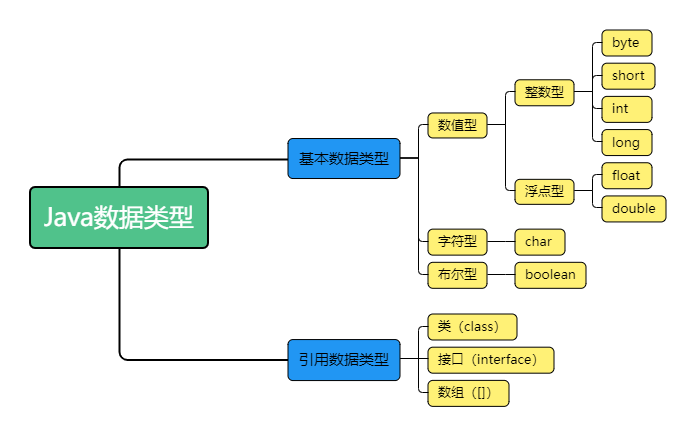 Java数据类型
基本数据类型
数值型
整数型
byte
short
int
long
浮点型
float
double
字符型
char
布尔型
boolean
引用数据类型
类（class）
接口（interface）
数组（[]）